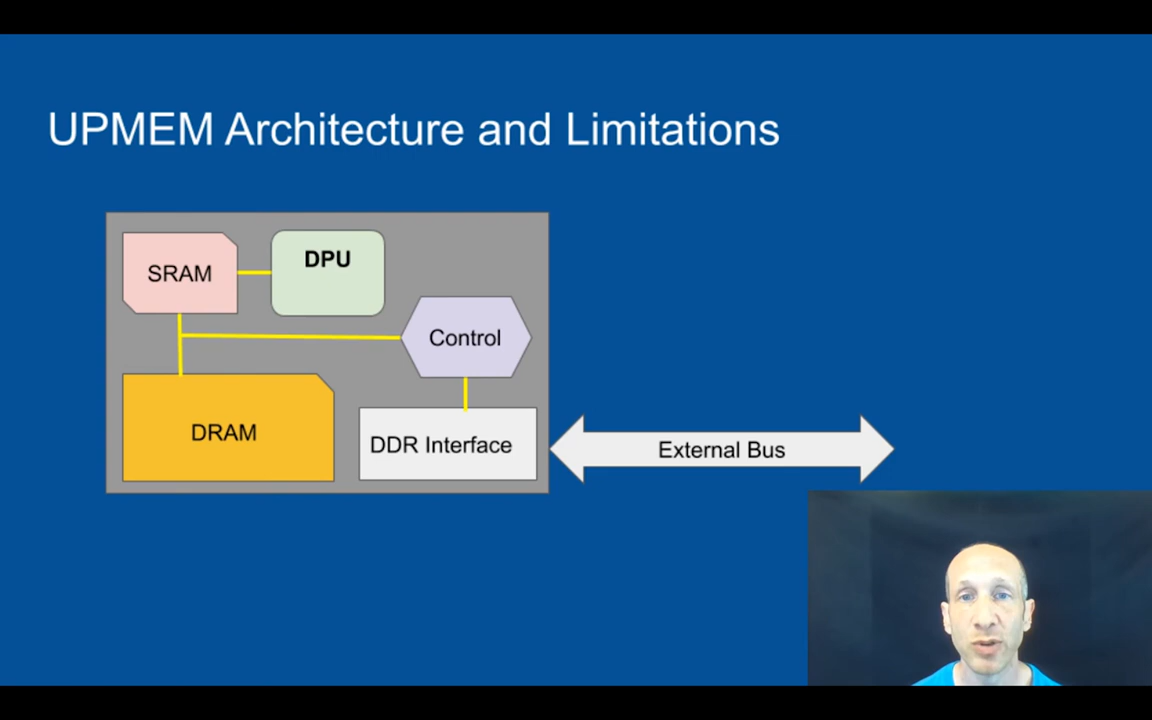 UPMEM Architecture and Limitations
SRAM
DPU
Control
DRAM
DDR Interface
External Bus